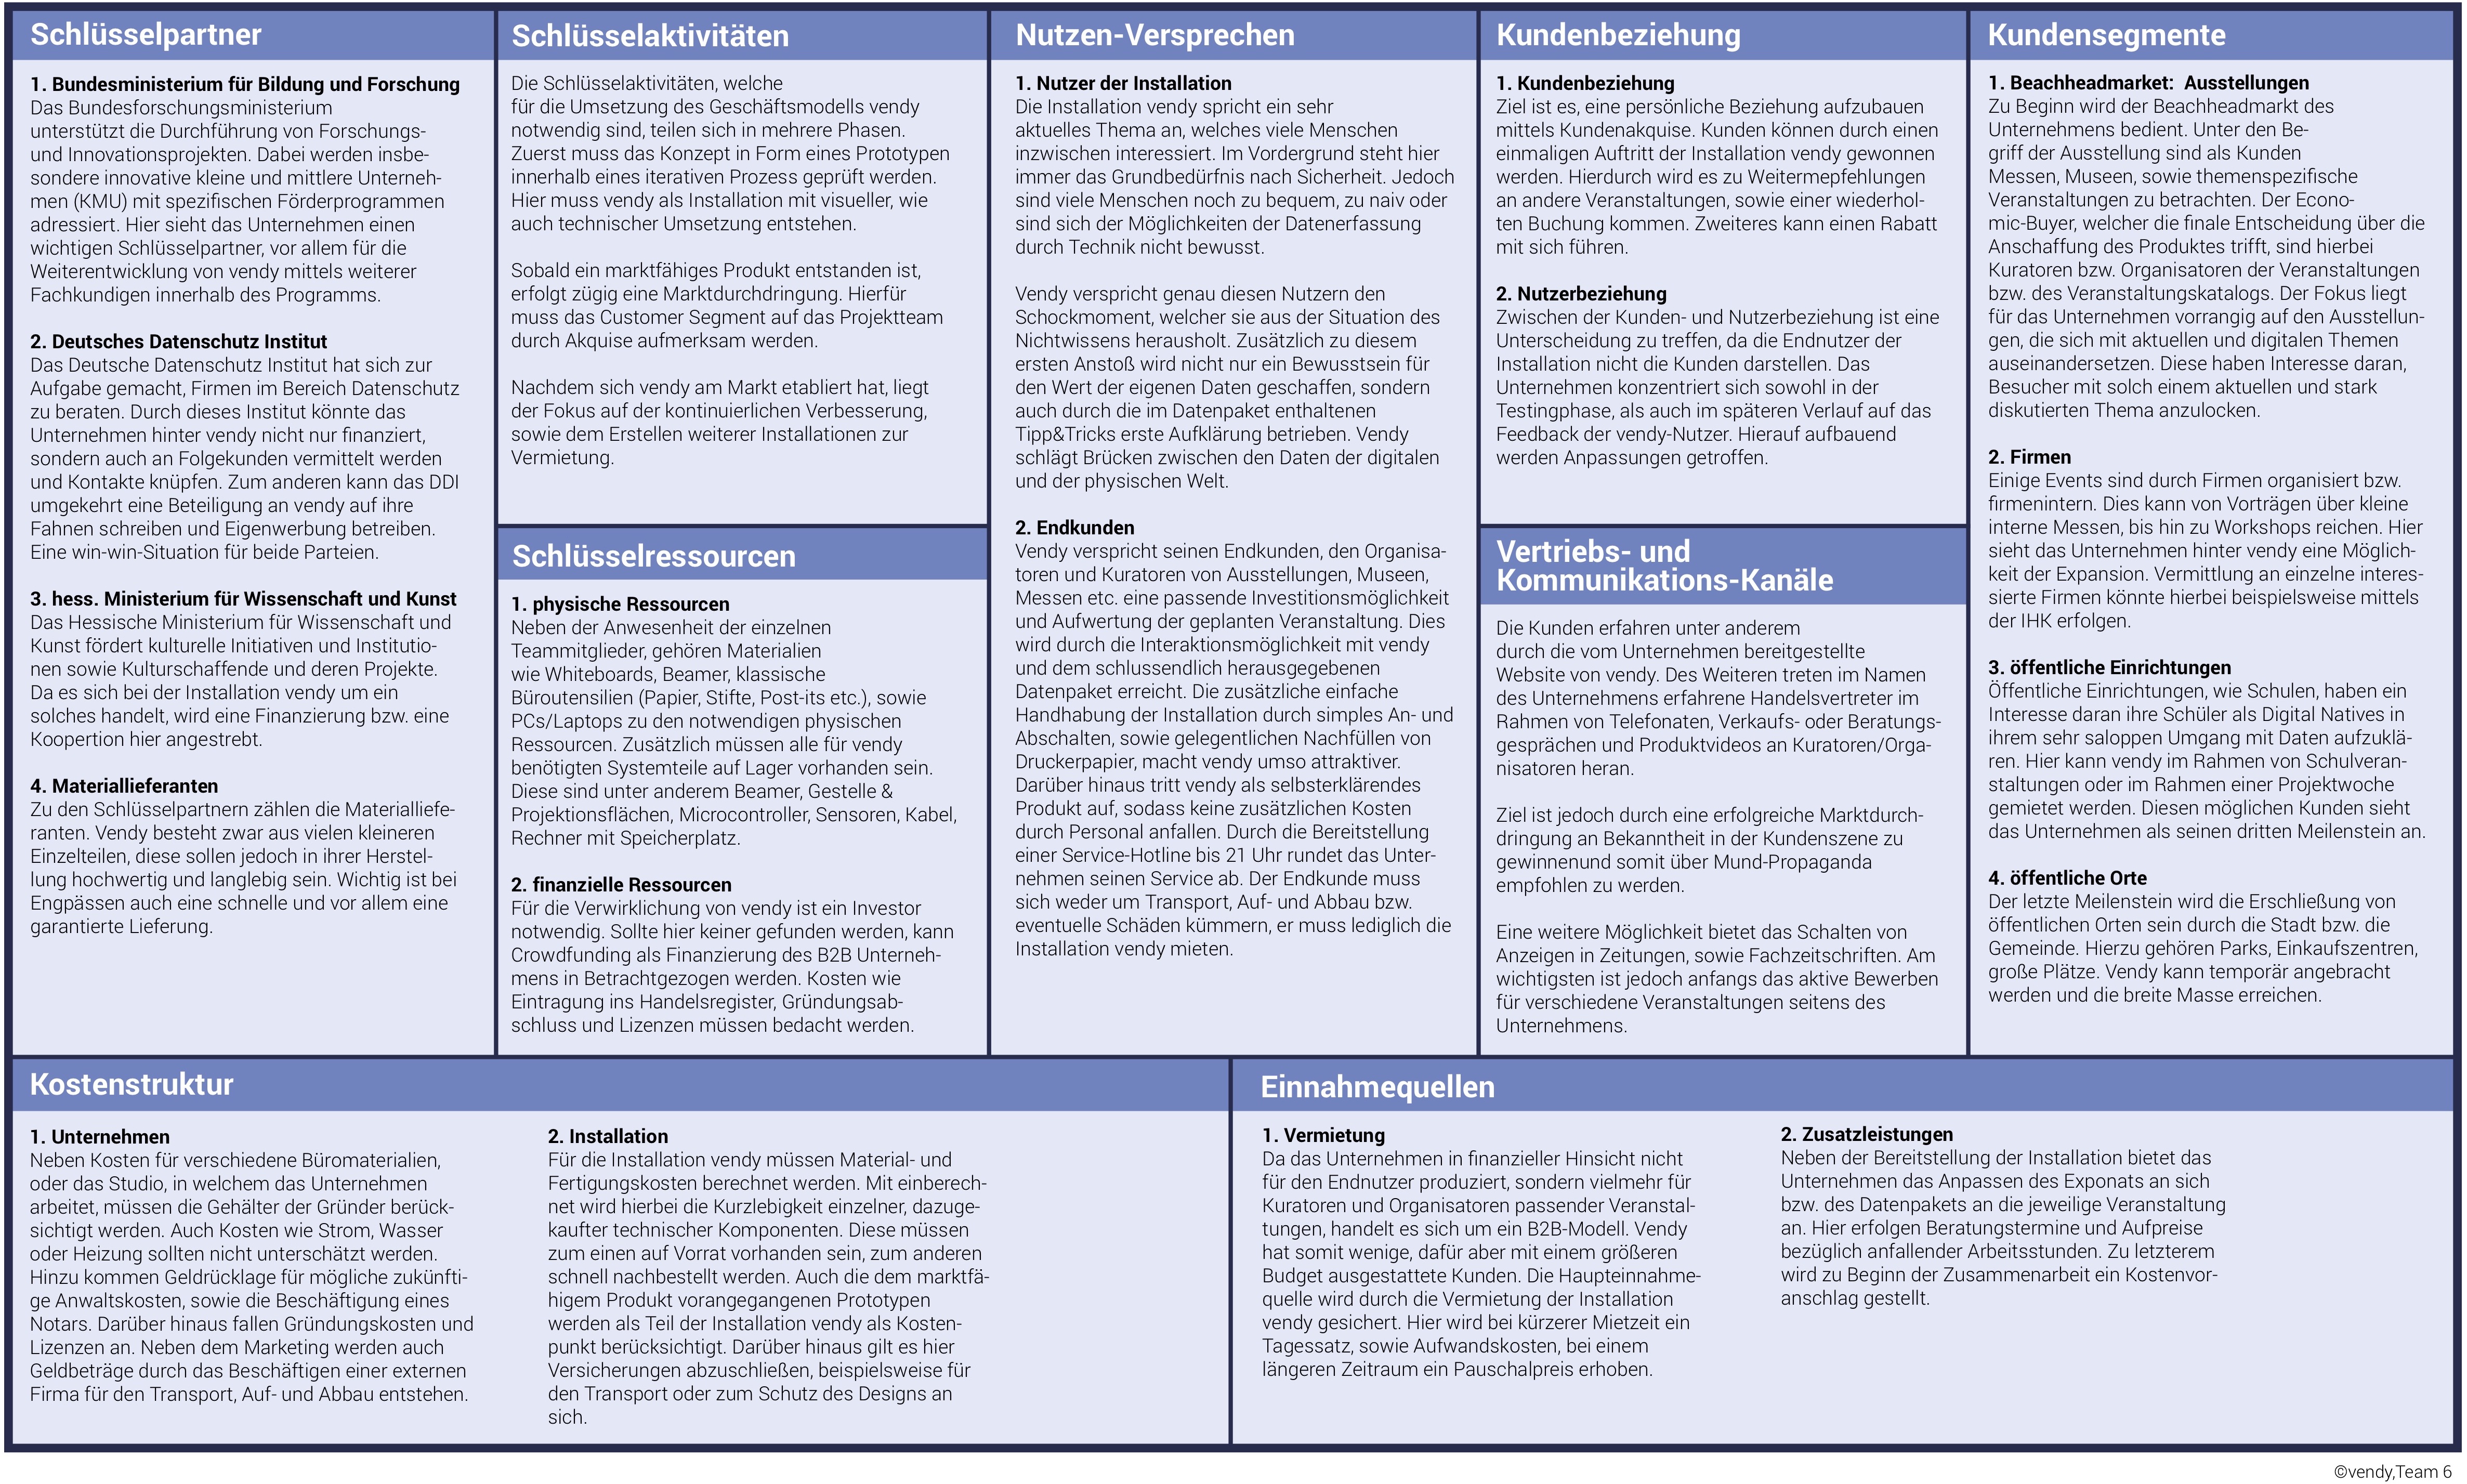 Schlüsselpartner
1. Bundesministerium für Bildung und Forschung
Das Bundesforschungsministerium
unterstützt die Durchführung von Forschungs-
und Innovationsprojekten. Dabei werden insbe-
sondere innovative kleine und mittlere Unterneh-
men (KMU) mit spezifischen Förderprogrammen
adressiert. Hier sieht das Unternehmen einen
wichtigen Schlüsselpartner, vor allem für die
Weiterentwicklung von vendy mittels weiterer
Fachkundigen innerhalb des Programms.
2. Deutsches Datenschutz Institut
Das Deutsche Datenschutz Institut hat sich zur
Aufgabe gemacht, Firmen im Bereich Datenschutz
zu beraten. Durch dieses Institut könnte das
Unternehmen hinter vendy nicht nur finanziert,
sondern auch an Folgekunden vermittelt werden
und Kontakte knüpfen. Zum anderen kann das DDI
umgekehrt eine Beteiligung an vendy auf ihre
Fahnen schreiben und Eigenwerbung betreiben.
Eine win-win-Situation für beide Parteien.
3. hess. Ministerium für Wissenschaft und Kunst
Das Hessische Ministerium für Wissenschaft und
Kunst fördert kulturelle Initiativen und Institutio-
nen sowie Kulturschaffende und deren Projekte.
Da es sich bei der Installation vendy um ein
solches handelt, wird eine Finanzierung bzw. eine
Koopertion hier angestrebt.
4. Materiallieferanten
Zu den Schlüsselpartnern zählen die Materialliefe-
ranten. Vendy besteht zwar aus vielen kleineren
Einzelteilen, diese sollen jedoch in ihrer Herstel-
lung hochwertig und langlebig sein. Wichtig ist bei
Engpässen auch eine schnelle und vor allem eine
garantierte Lieferung.
Schlüsselaktivitäten
Die Schlüsselaktivitäten, welche
für die Umsetzung des Geschäftsmodells vendy
notwendig sind, teilen sich in mehrere Phasen.
Zuerst muss das Konzept in Form eines Prototypen
innerhalb eines iterativen Prozess geprüft werden.
Hier muss vendy als Installation mit visueller, wie
auch technischer Umsetzung entstehen.
Sobald ein marktfähiges Produkt entstanden ist,
erfolgt zügig eine Marktdurchdringung. Hierfür
muss das Customer Segment auf das Projektteam
durch Akquise aufmerksam werden.
Nachdem sich vendy am Markt etabliert hat, liegt
der Fokus auf der kontinuierlichen Verbesserung,
sowie dem Erstellen weiterer Installationen zur
Vermietung.
Schlüsselressourcen
1. physische Ressourcen
Neben der Anwesenheit der einzelnen
Teammitglieder, gehören Materialien
wie Whiteboards, Beamer, klassische
Büroutensilien (Papier, Stifte, Post-its etc.), sowie
PCs/Laptops zu den notwendigen physischen
Ressourcen. Zusätzlich müssen alle für vendy
benötigten Systemteile auf Lager vorhanden sein.
Diese sind unter anderem Beamer, Gestelle &
Projektionsflächen, Microcontroller, Sensoren, Kabel,
Rechner mit Speicherplatz.
2. finanzielle Ressourcen
Für die Verwirklichung von vendy ist ein Investor
notwendig. Sollte hier keiner gefunden werden, kann
Crowdfunding als Finanzierung des B2B Unterneh-
mens in Betrachtgezogen werden. Kosten wie
Eintragung ins Handelsregister, Gründungsab-
schluss und Lizenzen müssen bedacht werden.
Nutzen-Versprechen
1. Nutzer der Installation
Die Installation vendy spricht ein sehr
aktuelles Thema an, welches viele Menschen
inzwischen interessiert. Im Vordergrund steht hier
immer das Grundbedürfnis nach Sicherheit. Jedoch
sind viele Menschen noch zu bequem, zu naiv oder
sind sich der Möglichkeiten der Datenerfassung
durch Technik nicht bewusst.
Vendy verspricht genau diesen Nutzern den
Schockmoment, welcher sie aus der Situation des
Nichtwissens herausholt. Zusätzlich zu diesem
ersten Anstoß wird nicht nur ein Bewusstsein für
den Wert der eigenen Daten geschaffen, sondern
auch durch die im Datenpaket enthaltenen
Tipp&Tricks erste Aufklärung betrieben. Vendy
schlägt Brücken zwischen den Daten der digitalen
und der physischen Welt.
2. Endkunden
Vendy verspricht seinen Endkunden, den Organisa-
toren und Kuratoren von Ausstellungen, Museen,
Messen etc. eine passende Investitionsmöglichkeit
und Aufwertung der geplanten Veranstaltung. Dies
wird durch die Interaktionsmöglichkeit mit vendy
und dem schlussendlich herausgegebenen
Datenpaket erreicht. Die zusätzliche einfache
Handhabung der Installation durch simples An- und
Abschalten, sowie gelegentlichen Nachfüllen von
Druckerpapier, macht vendy umso attraktiver.
Darüber hinaus tritt vendy als selbsterklärendes
Produkt auf, sodass keine zusätzlichen Kosten
durch Personal anfallen. Durch die Bereitstellung
einer Service-Hotline bis 21 Uhr rundet das Unter-
nehmen seinen Service ab. Der Endkunde muss
sich weder um Transport, Auf- und Abbau bzw.
eventuelle Schäden kümmern, er muss lediglich die
Installation vendy mieten.
Kundenbeziehung
1. Kundenbeziehung
Ziel ist es, eine persönliche Beziehung aufzubauen
mittels Kundenakquise. Kunden können durch einen
einmaligen Auftritt der Installation vendy gewonnen
werden. Hierdurch wird es zu Weitermepfehlungen
an andere Veranstaltungen, sowie einer wiederhol-
ten Buchung kommen. Zweiteres kann einen Rabatt
mit sich führen.
2. Nutzerbeziehung
Zwischen der Kunden- und Nutzerbeziehung ist eine
Unterscheidung zu treffen, da die Endnutzer der
Installation nicht die Kunden darstellen. Das
Unternehmen konzentriert sich sowohl in der
Testingphase, als auch im späteren Verlauf auf das
Feedback der vendy-Nutzer. Hierauf aufbauend
werden Anpassungen getroffen.
Vertriebs- und
Kommunikations-Kanäle
Die Kunden erfahren unter anderem
durch die vom Unternehmen bereitgestellte
Website von vendy. Des Weiteren treten im Namen
des Unternehmens erfahrene Handelsvertreter im
Rahmen von Telefonaten, Verkaufs- oder Beratungs-
gesprächen und Produktvideos an Kuratoren/Orga-
nisatoren heran.
Ziel ist jedoch durch eine erfolgreiche Marktdurch-
dringung an Bekanntheit in der Kundenszene zu
gewinnenund somit über Mund-Propaganda
empfohlen zu werden.
Eine weitere Möglichkeit bietet das Schalten von
Anzeigen in Zeitungen, sowie Fachzeitschriften. Am
wichtigsten ist jedoch anfangs das aktive Bewerben
für verschiedene Veranstaltungen seitens des
Unternehmens.
Kundensegmente
1. Beachheadmarket: Ausstellungen
Zu Beginn wird der Beachheadmarkt des
Unternehmens bedient. Unter den Be-
griff der Ausstellung sind als Kunden
Messen, Museen, sowie themenspezifische
Veranstaltungen zu betrachten. Der Econo-
mic-Buyer, welcher die finale Entscheidung über die
Anschaffung des Produktes trifft, sind hierbei
Kuratoren bzw. Organisatoren der Veranstaltungen
bzw. des Veranstaltungskatalogs. Der Fokus liegt
für das Unternehmen vorrangig auf den Ausstellun-
gen, die sich mit aktuellen und digitalen Themen
auseinandersetzen. Diese haben Interesse daran,
Besucher mit solch einem aktuellen und stark
diskutierten Thema anzulocken.
2. Firmen
Einige Events sind durch Firmen organisiert bzw.
firmenintern. Dies kann von Vorträgen über kleine
interne Messen, bis hin zu Workshops reichen. Hier
sieht das Unternehmen hinter vendy eine Möglich-
keit der Expansion. Vermittlung an einzelne interes-
sierte Firmen könnte hierbei beispielsweise mittels
der IHK erfolgen.
3. öffentliche Einrichtungen
Öffentliche Einrichtungen, wie Schulen, haben ein
Interesse daran ihre Schüler als Digital Natives in
ihrem sehr saloppen Umgang mit Daten aufzuklä-
ren. Hier kann vendy im Rahmen von Schulveran-
staltungen oder im Rahmen einer Projektwoche
gemietet werden. Diesen möglichen Kunden sieht
das Unternehmen als seinen dritten Meilenstein an.
4. öffentliche Orte
Der letzte Meilenstein wird die Erschließung von
öffentlichen Orten sein durch die Stadt bzw. die
Gemeinde. Hierzu gehören Parks, Einkaufszentren,
große Plätze. Vendy kann temporär angebracht
werden und die breite Masse erreichen.
Kostenstruktur
1. Unternehmen
Neben Kosten für verschiedene Büromaterialien,
oder das Studio, in welchem das Unternehmen
arbeitet, müssen die Gehälter der Gründer berück-
sichtigt werden. Auch Kosten wie Strom, Wasser
oder Heizung sollten nicht unterschätzt werden.
Hinzu kommen Geldrücklage für mögliche zukünfti-
ge Anwaltskosten, sowie die Beschäftigung eines
Notars. Darüber hinaus fallen Gründungskosten und
Lizenzen an. Neben dem Marketing werden auch
Geldbeträge durch das Beschäftigen einer externen
Firma für den Transport, Auf- und Abbau entstehen.
2. Installation
Für die Installation vendy müssen Material- und
Fertigungskosten berechnet werden. Mit einberech-
net wird hierbei die Kurzlebigkeit einzelner, dazuge-
kaufter technischer Komponenten. Diese müssen
zum einen auf Vorrat vorhanden sein, zum anderen
schnell nachbestellt werden. Auch die dem marktfä-
higem Produkt vorangegangenen Prototypen
werden als Teil der Installation vendy als Kosten-
punkt berücksichtigt. Darüber hinaus gilt es hier
Versicherungen abzuschließen, beispielsweise für
den Transport oder zum Schutz des Designs an
sich.
Einnahmequellen
1. Vermietung
Da das Unternehmen in finanzieller Hinsicht nicht
für den Endnutzer produziert, sondern vielmehr für
Kuratoren und Organisatoren passender Veranstal-
tungen, handelt es sich um ein B2B-Modell. Vendy
hat somit wenige, dafür aber mit einem größeren
Budget ausgestattete Kunden. Die Haupteinnahme-
quelle wird durch die Vermietung der Installation
vendy gesichert. Hier wird bei kürzerer Mietzeit ein
Tagessatz, sowie Aufwandskosten, bei einem
längeren Zeitraum ein Pauschalpreis erhoben.
2. Zusatzleistungen
Neben der Bereitstellung der Installation bietet das
Unternehmen das Anpassen des Exponats an sich
bzw. des Datenpakets an die jeweilige Veranstaltung
an. Hier erfolgen Beratungstermine und Aufpreise
bezüglich anfallender Arbeitsstunden. Zu letzterem
wird zu Beginn der Zusammenarbeit ein Kostenvor-
anschlag gestellt.
©vendy,Team 6